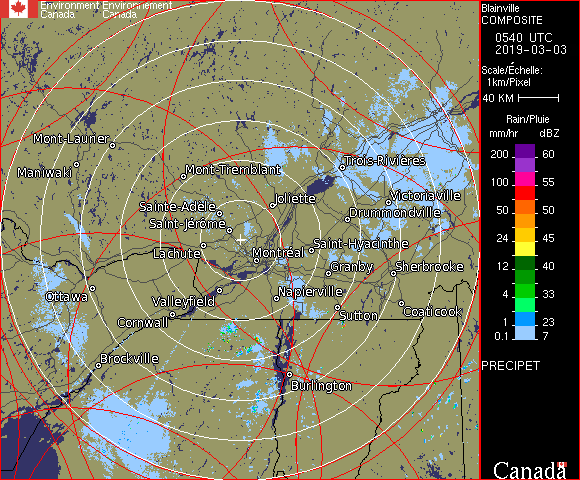 Environment Environnement
Canada Canada
Blainville
COMPOSITE
0540 UTC
2019-03-03
Scale/Échelle:
1km/Pixel
40 KM
Rain/Pluie
mm/hr dBZ
200 60
150 57
100 55
50 50
24 45
12 40
4 33
1 23
0.1 7
PRECIPET
Canada
Mont-Laurier
Maniwaki
Mont-Tremblant
Trois-Rivières
Sainte-Adele
Joliette
Victoriaville
Saint-Jérôme
Drummondville
Lachute
Montréal
Saint-Hyacinthe
Granby
Sherbrooke
Ottawa
Valleyfield
Napierville
Cornwall
Sutton
Coaticook
Brockville
Burlington